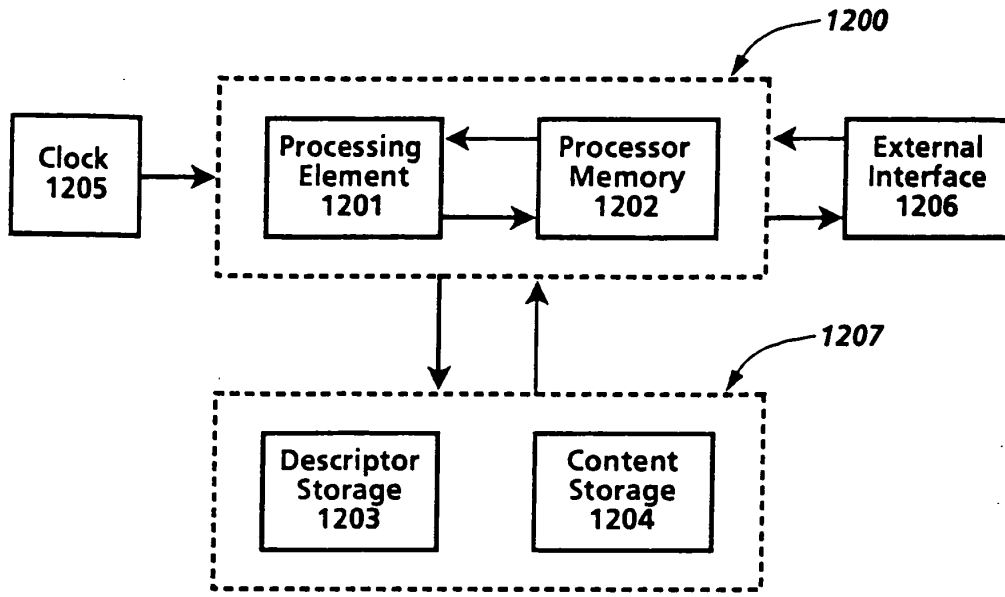 1200
Clock
1205
Processing
Element
1201
Processor
Memory
1202
External
Interface
1206
1207
Descriptor
Storage
1203
Content
Storage
1204